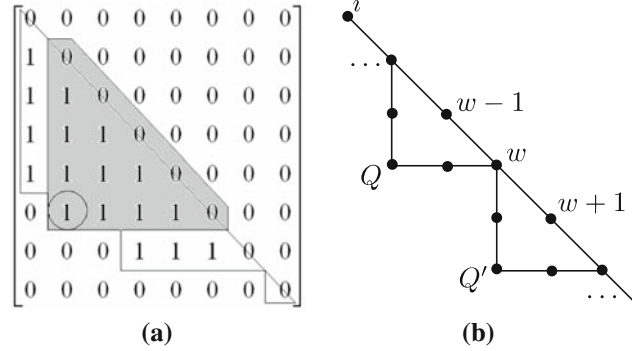 0 0 0 0 0 0 0 0
1 0 0 0 0 0 0 0
1 1 0 0 0 0 0 0
1 1 1 0 0 0 0 0
1 1 1 1 0 0 0 0
0 1 1 1 1 0 0 0
0 0 0 1 1 1 0 0
0 0 0 0 0 0 0 0
(a)
i
...
w − 1
w
Q
w + 1
Q′
...
(b)